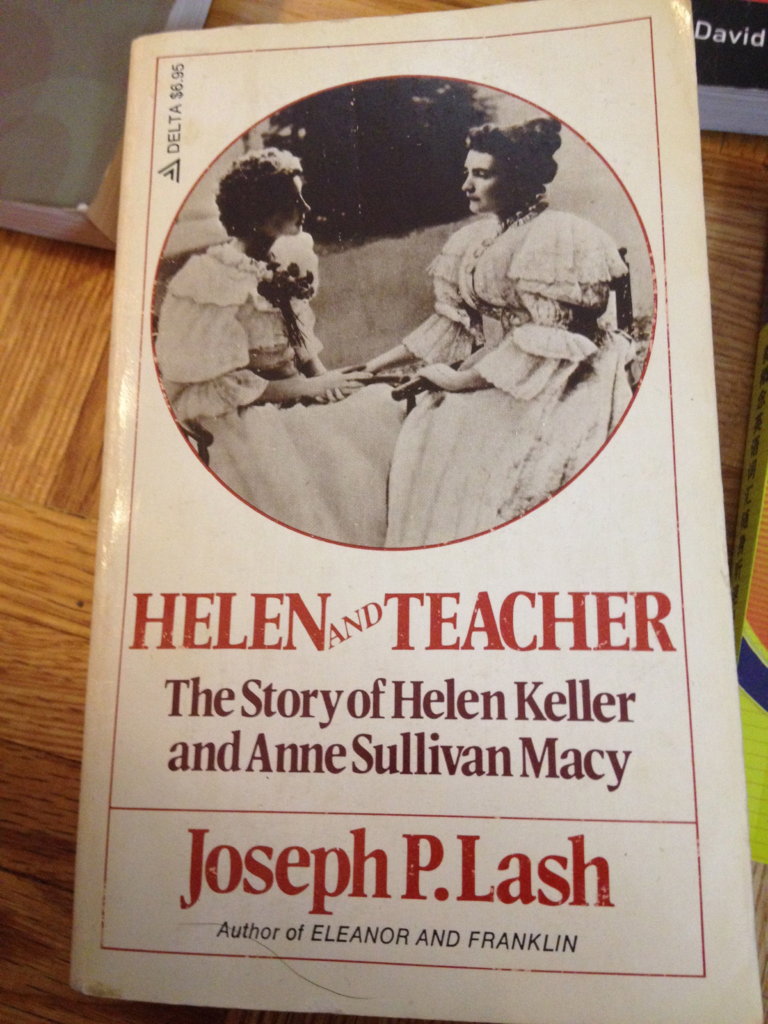 DELTA $6.95
David
HELEN AND TEACHER
The Story of Helen Keller
and Anne Sullivan Macy
Joseph P. Lash
Author of ELEANOR AND FRANKLIN